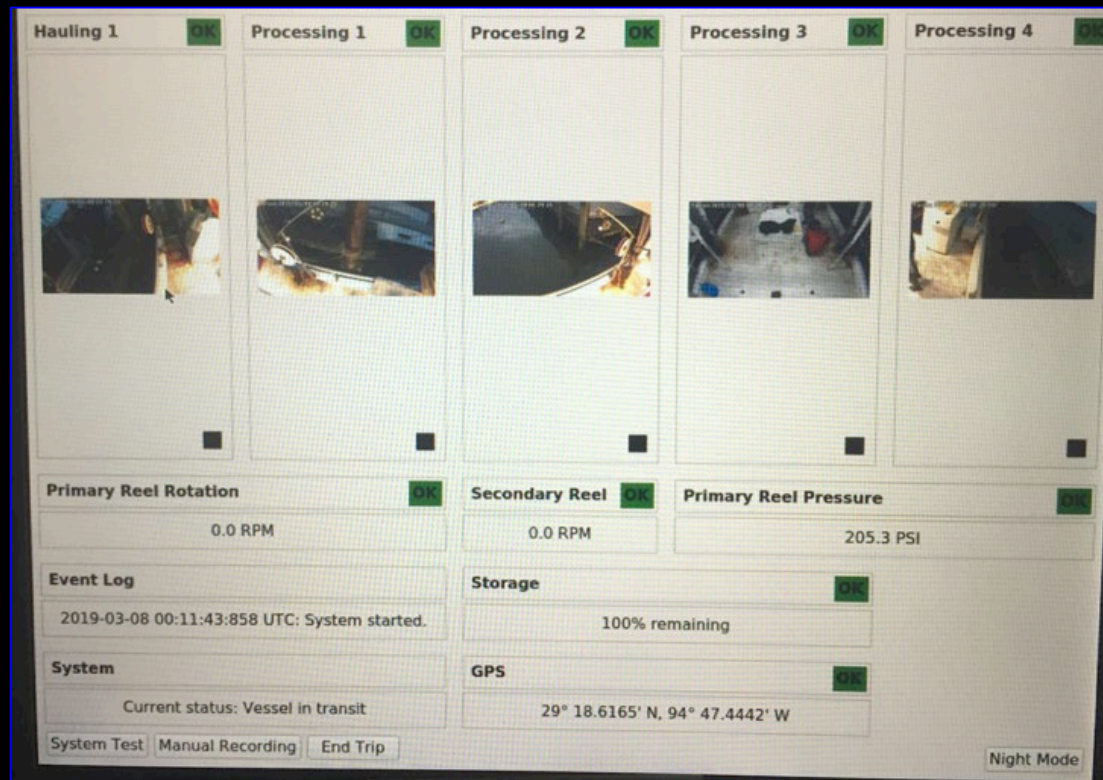 Hauling 1 OK Processing 1 OK Processing 2 OK Processing 3 OK Processing 4 OK
Primary Reel Rotation OK Secondary Reel OK Primary Reel Pressure OK
0.0 RPM 0.0 RPM 205.3 PSI
Event Log Storage OK
2019-03-08 00:11:43:858 UTC: System started. 100% remaining
System GPS OK
Current status: Vessel in transit 29° 18.6165' N, 94° 47.4442' W
System Test Manual Recording End Trip Night Mode